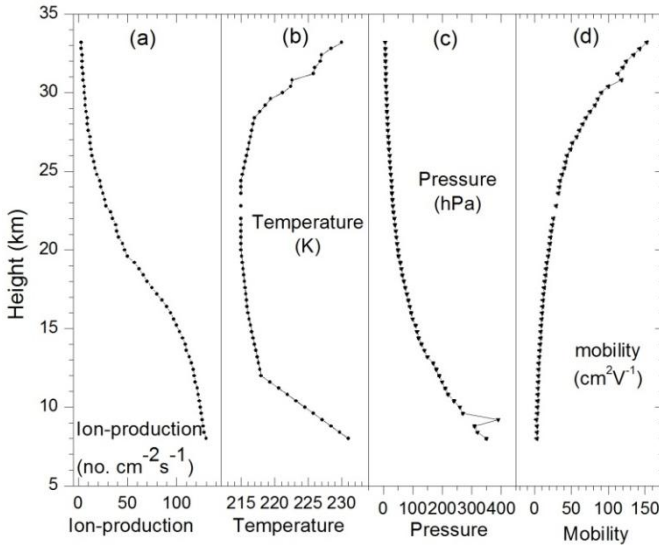 (a) (b) (c) (d)
35
30
25
20
15
10
5
Height (km)
Temperature
(K)
Pressure
(hPa)
mobility
(cm²V⁻¹)
Ion-production
(no. cm⁻²s⁻¹)
0 50 100
215 220 225 230
0 100 200 300 400
0 50 100 150
Ion-production Temperature Pressure Mobility